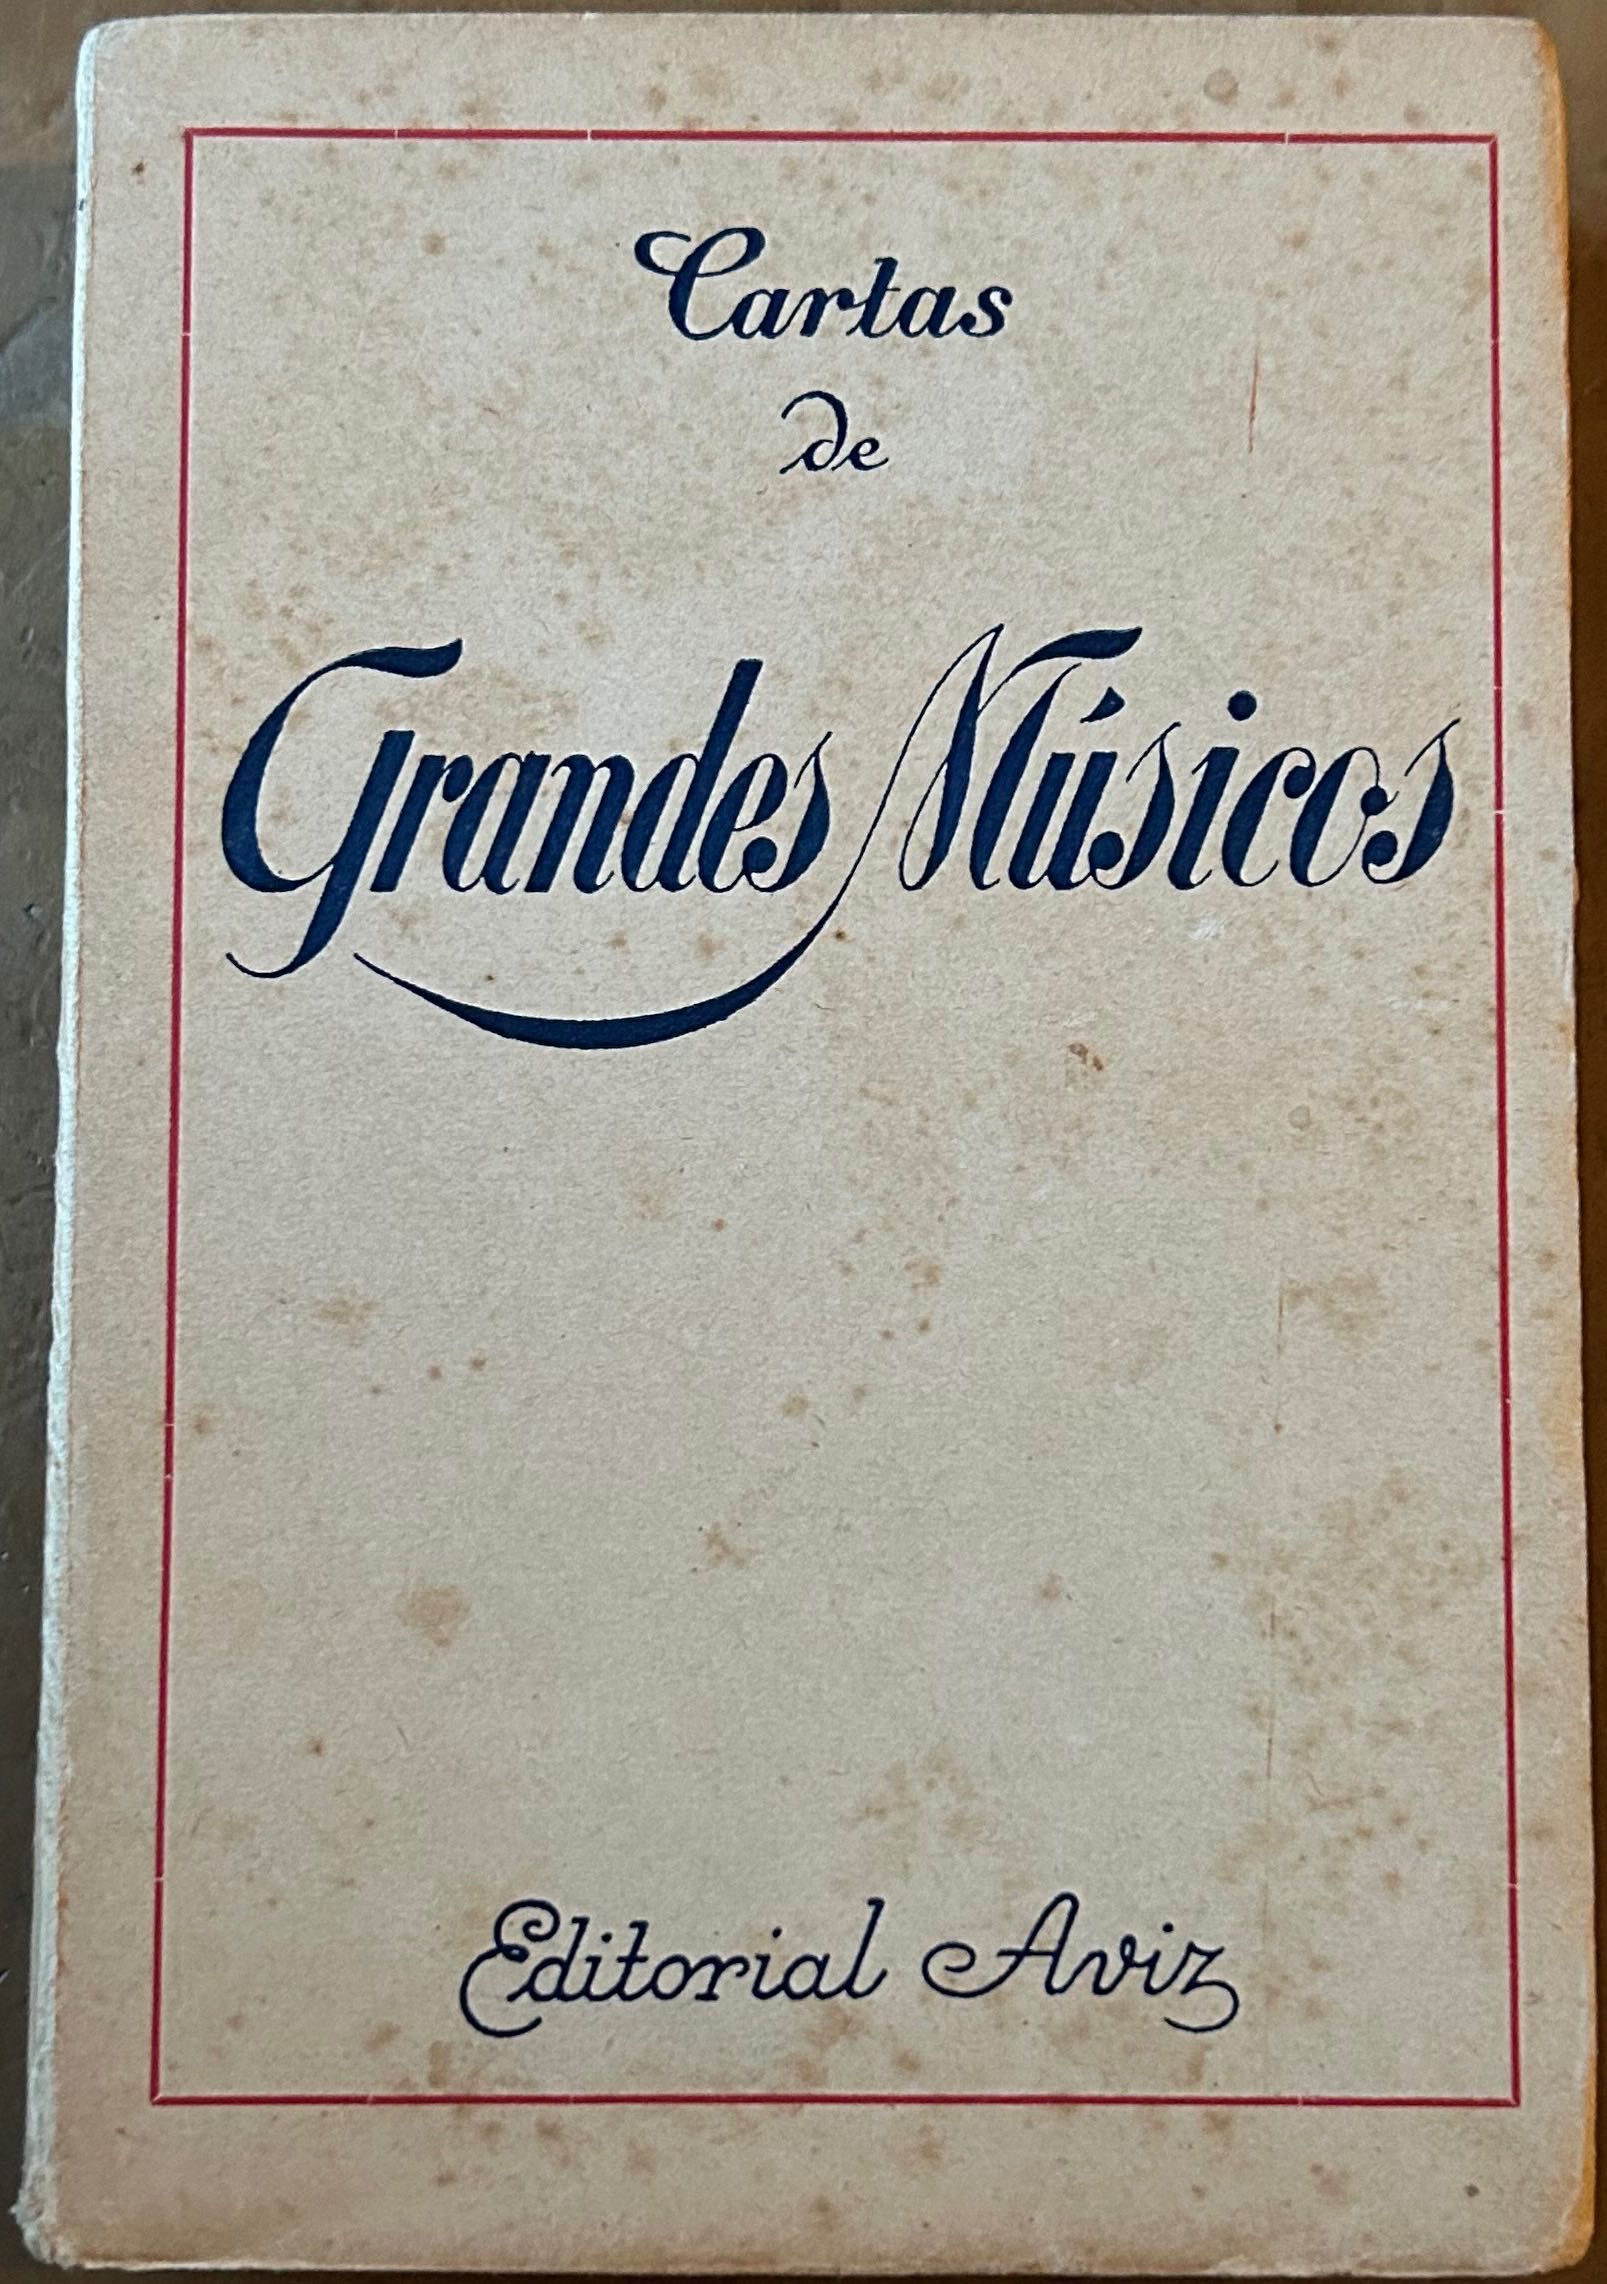 Cartas
de
Grandes Músicos
Editorial Aviz